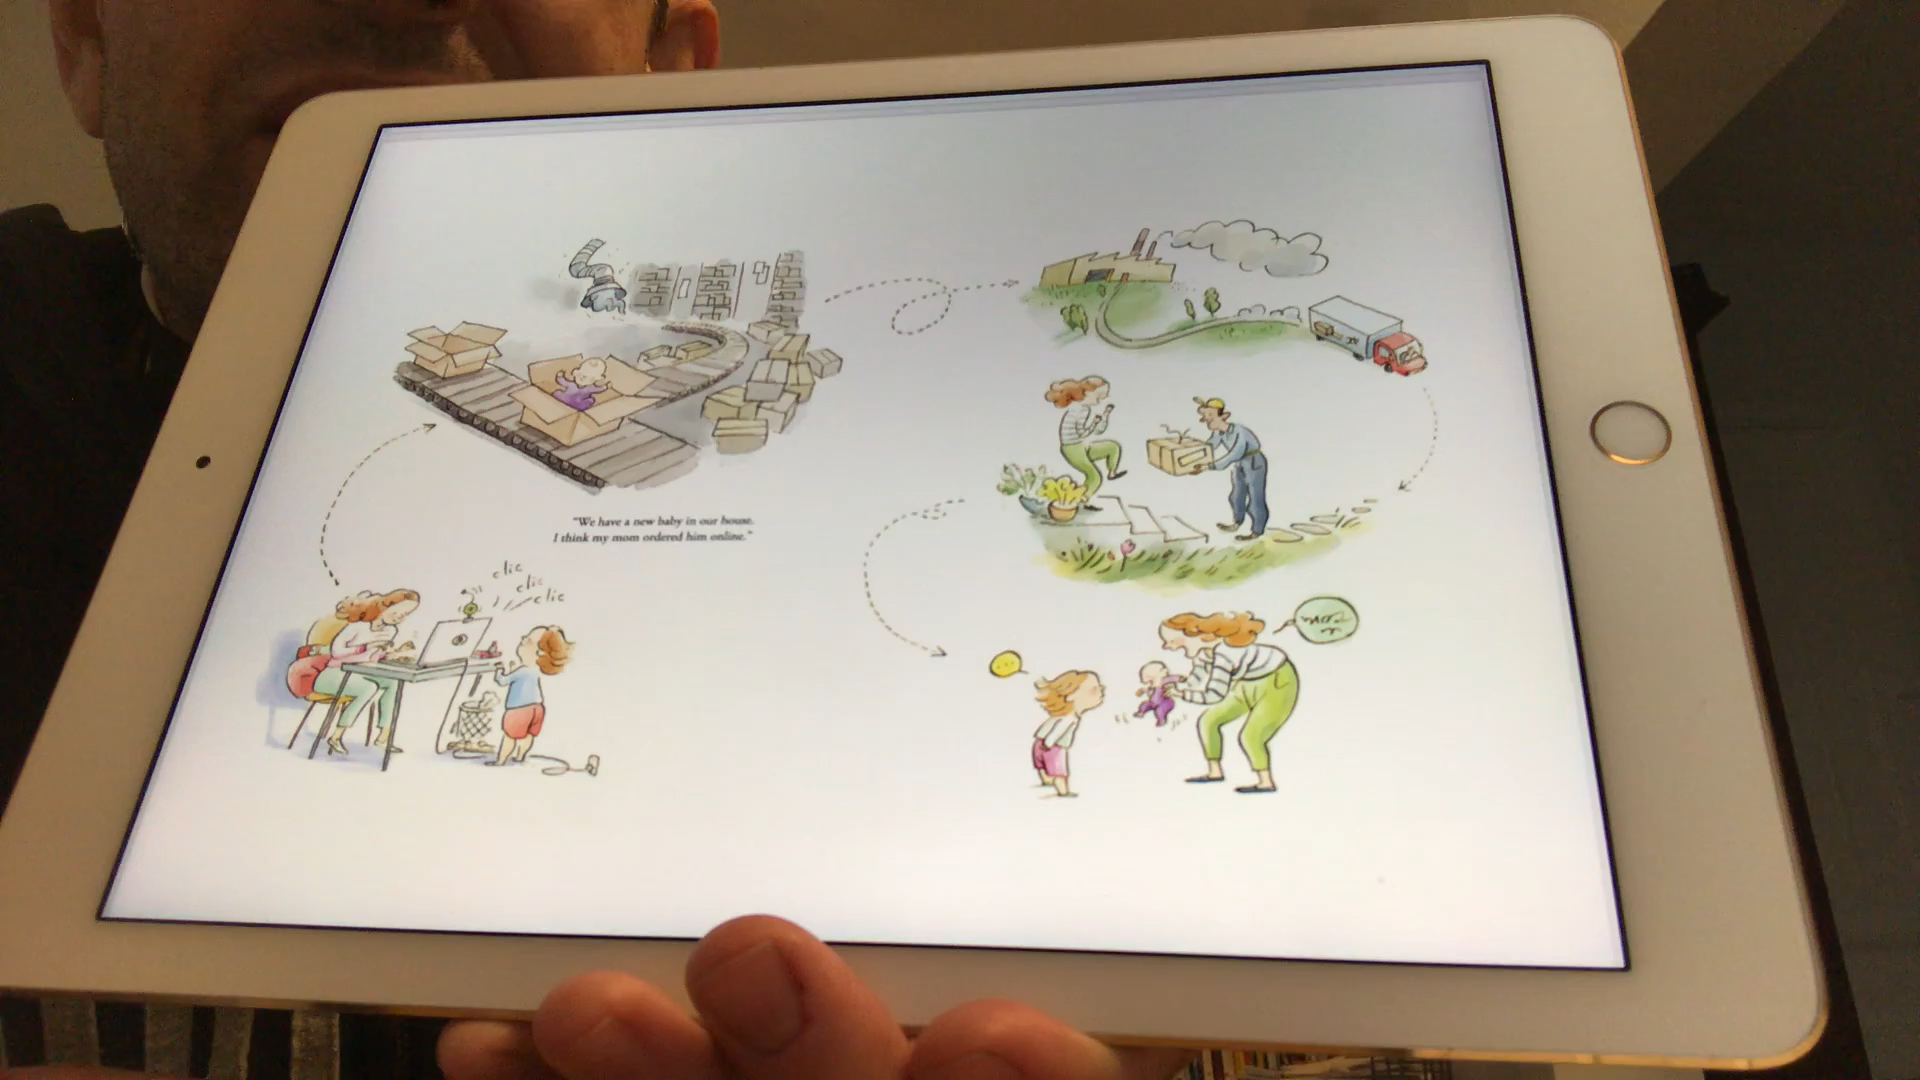 "We have a new baby in our house.
I think my mom ordered him online."
clic
clic
clic
...